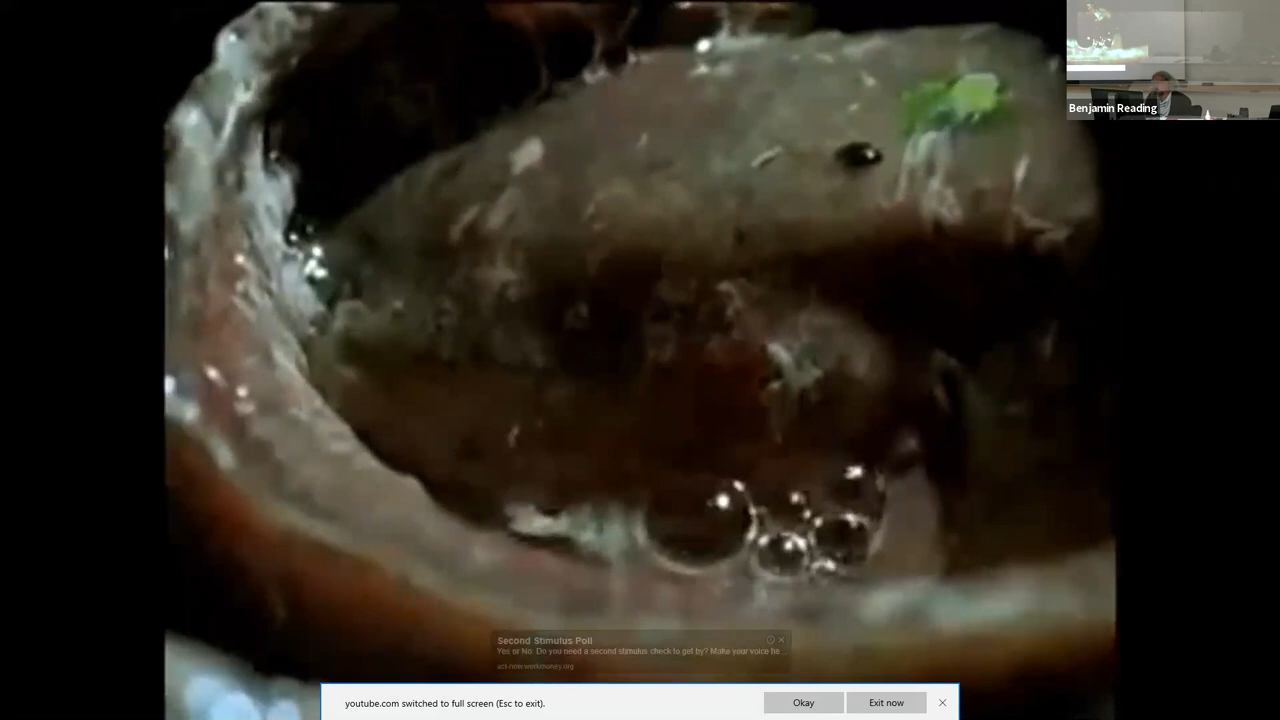 Benjamin Reading
Second Stimulus Poll
Yes or No: Do you need a second stimulus check to get by? Make your voice he...
act-now.workmoney.org
youtube.com switched to full screen (Esc to exit).
Okay
Exit now